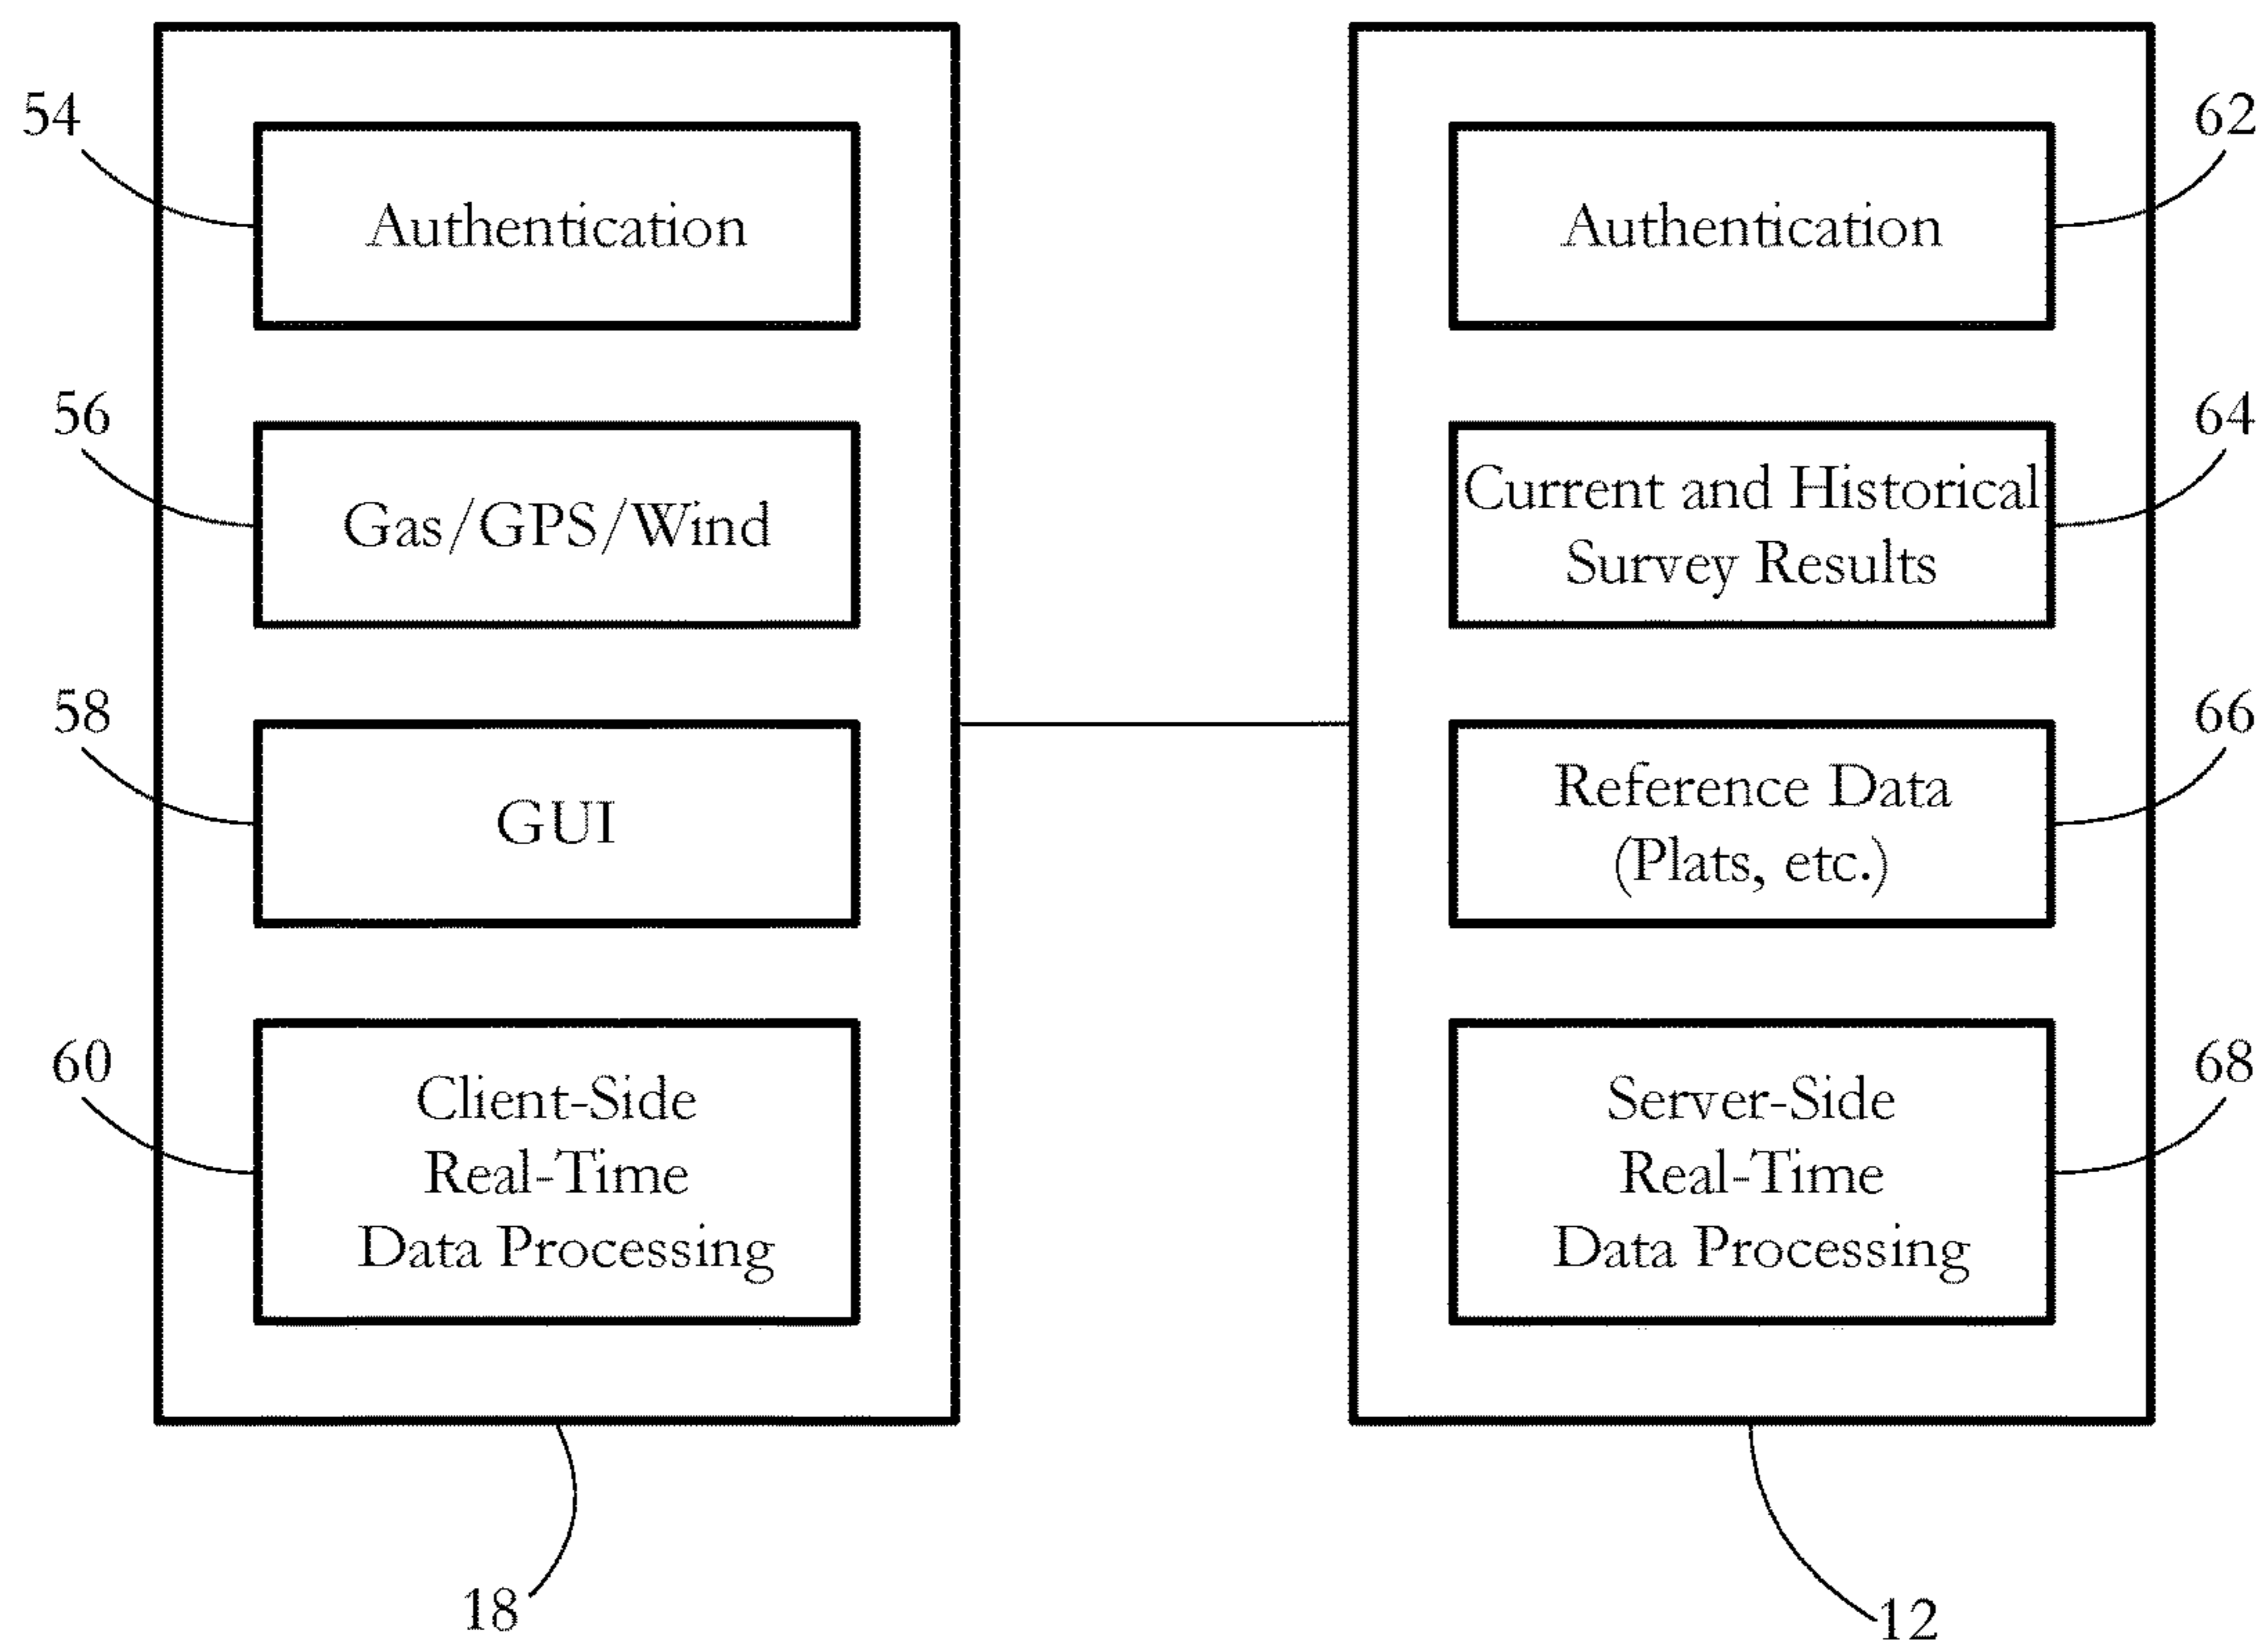 54
Authentication
56
Gas/GPS/Wind
58
GUI
60
Client-Side
Real-Time
Data Processing
18
62
Authentication
64
Current and Historical
Survey Results
66
Reference Data
(Plats, etc.)
68
Server-Side
Real-Time
Data Processing
12